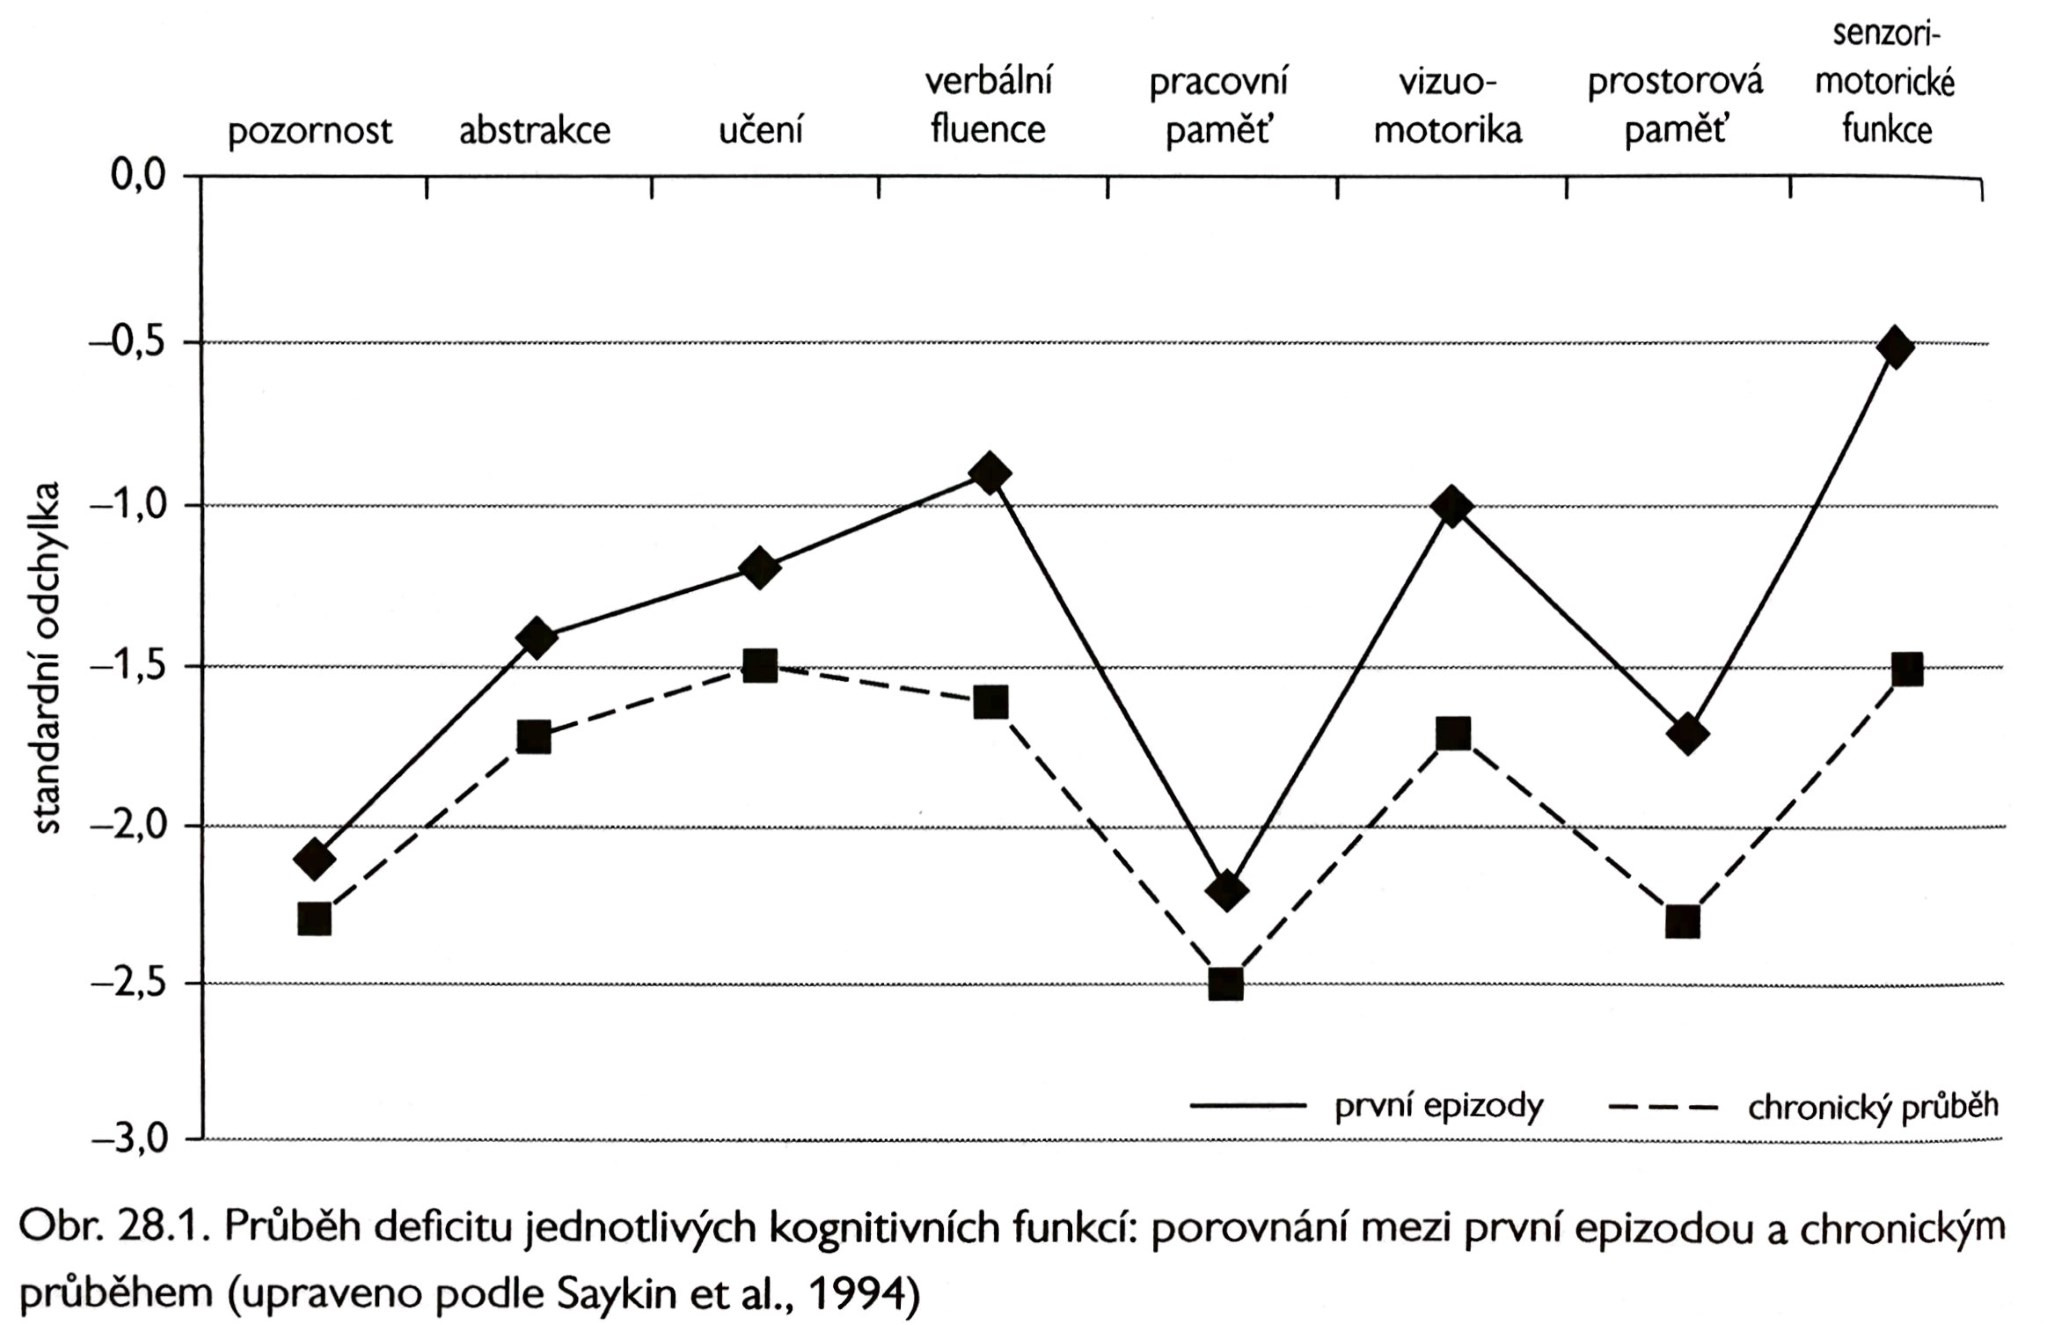 senzori-
verbální pracovní vizuo- prostorová motorické
pozornost abstrakce učení fluence paměť motorika paměť funkce
0,0
–0,5
–1,0
–1,5
–2,0
–2,5
–3,0
standardní odchylka
první epizody chronický průběh
Obr. 28.1. Průběh deficitu jednotlivých kognitivních funkcí: porovnání mezi první epizodou a chronickým
průběhem (upraveno podle Saykin et al., 1994)